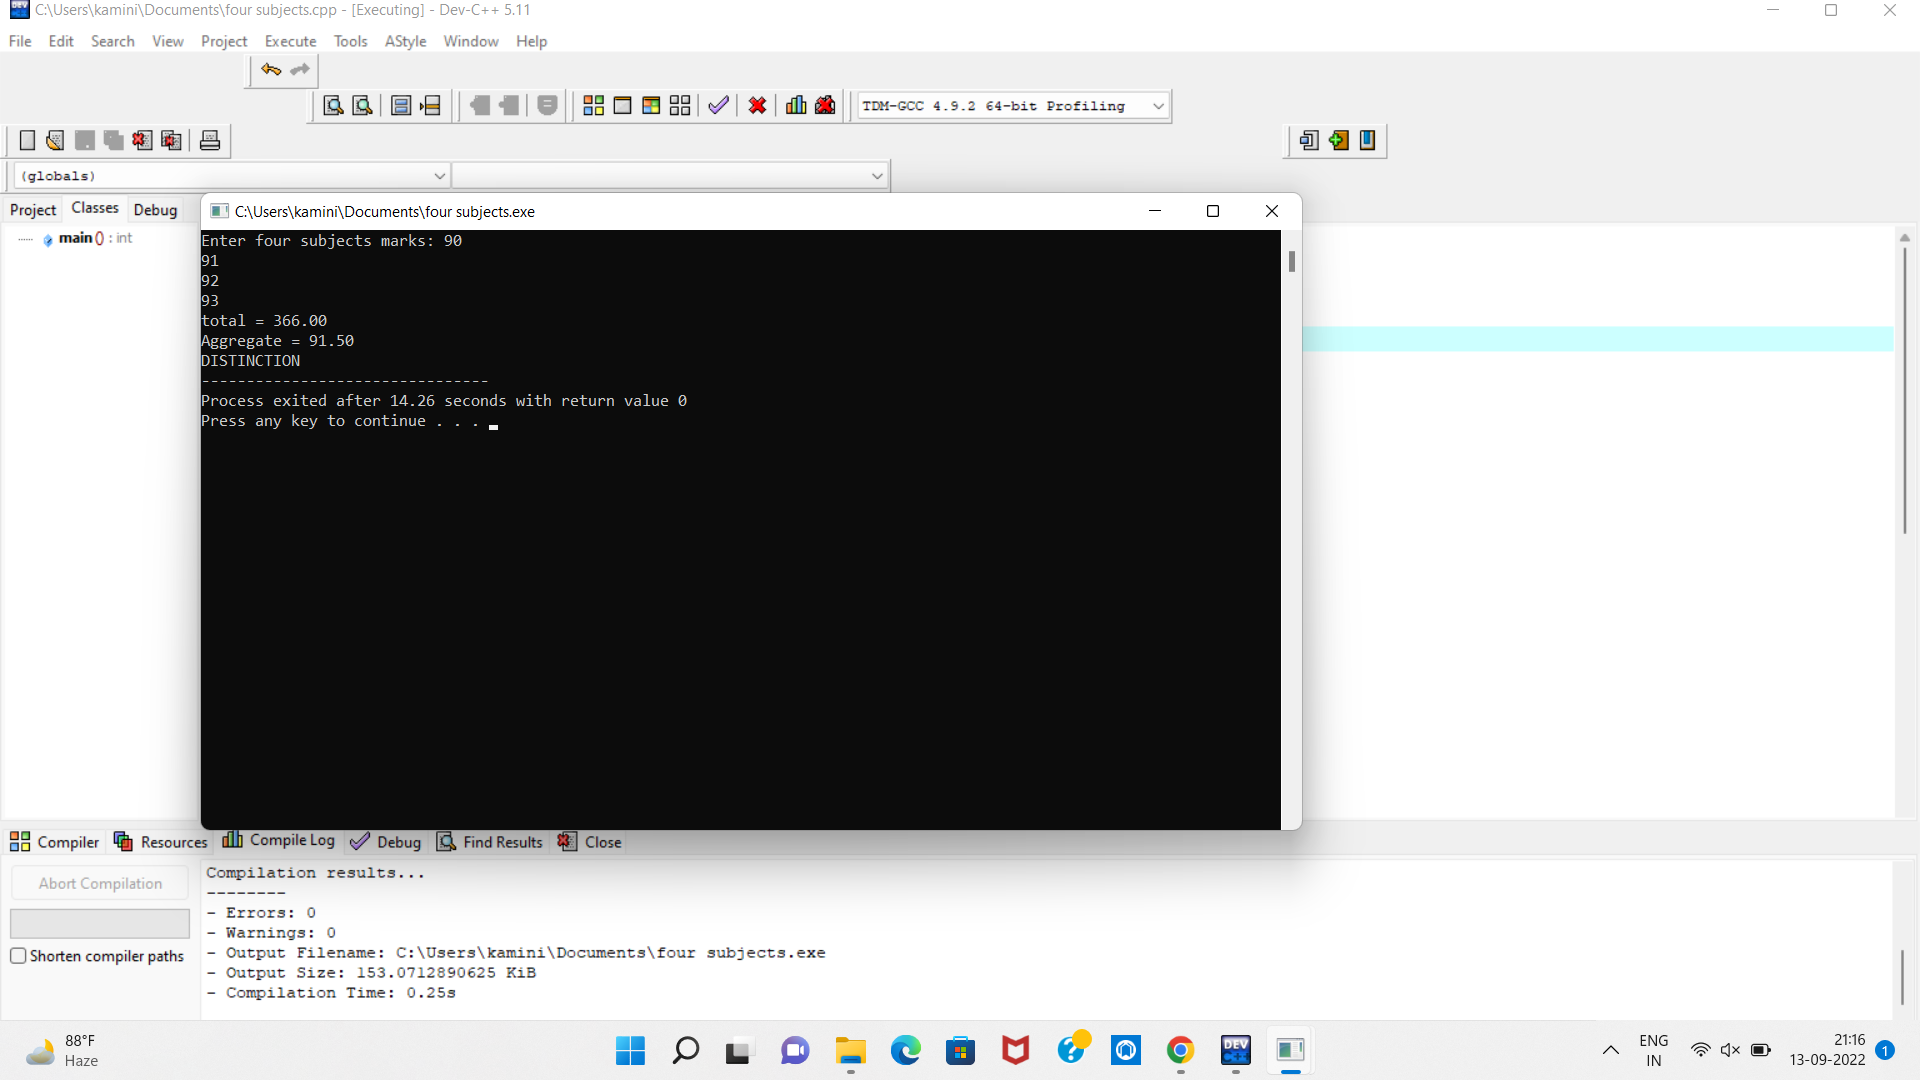 C:\Users\kamini\Documents\four subjects.cpp - [Executing] - Dev-C++ 5.11
File Edit Search View Project Execute Tools AStyle Window Help
TDM-GCC 4.9.2 64-bit Profiling
(globals)
Project Classes Debug
main () : int
C:\Users\kamini\Documents\four subjects.exe
Enter four subjects marks: 90
91
92
93
total = 366.00
Aggregate = 91.50
DISTINCTION
--------------------------------
Process exited after 14.26 seconds with return value 0
Press any key to continue . . .
Compiler Resources Compile Log Debug Find Results Close
Abort Compilation
Shorten compiler paths
Compilation results...
--------
- Errors: 0
- Warnings: 0
- Output Filename: C:\Users\kamini\Documents\four subjects.exe
- Output Size: 153.0712890625 KiB
- Compilation Time: 0.25s
88°F
Haze
DEV
C++
ENG
IN
21:16
13-09-2022
1